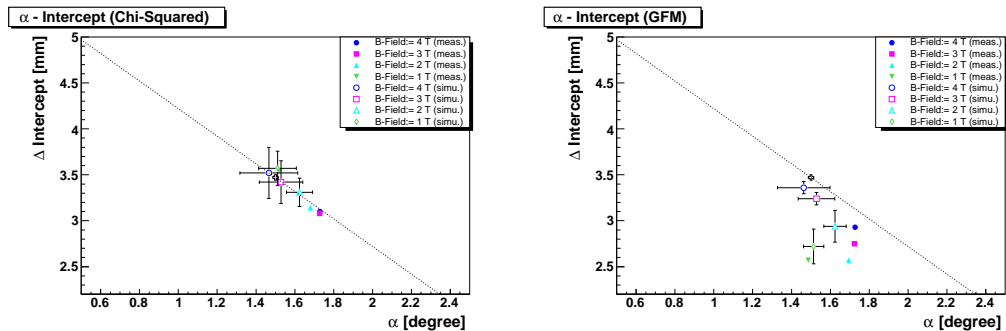 α - Intercept (Chi-Squared)
Δ Intercept [mm]
5
4.5
4
3.5
3
2.5
B-Field:= 4 T (meas.)
B-Field:= 3 T (meas.)
B-Field:= 2 T (meas.)
B-Field:= 1 T (meas.)
B-Field:= 4 T (simu.)
B-Field:= 3 T (simu.)
B-Field:= 2 T (simu.)
B-Field:= 1 T (simu.)
0.6 0.8 1 1.2 1.4 1.6 1.8 2 2.2 2.4
α [degree]
α - Intercept (GFM)
Δ Intercept [mm]
5
4.5
4
3.5
3
2.5
B-Field:= 4 T (meas.)
B-Field:= 3 T (meas.)
B-Field:= 2 T (meas.)
B-Field:= 1 T (meas.)
B-Field:= 4 T (simu.)
B-Field:= 3 T (simu.)
B-Field:= 2 T (simu.)
B-Field:= 1 T (simu.)
0.6 0.8 1 1.2 1.4 1.6 1.8 2 2.2 2.4
α [degree]